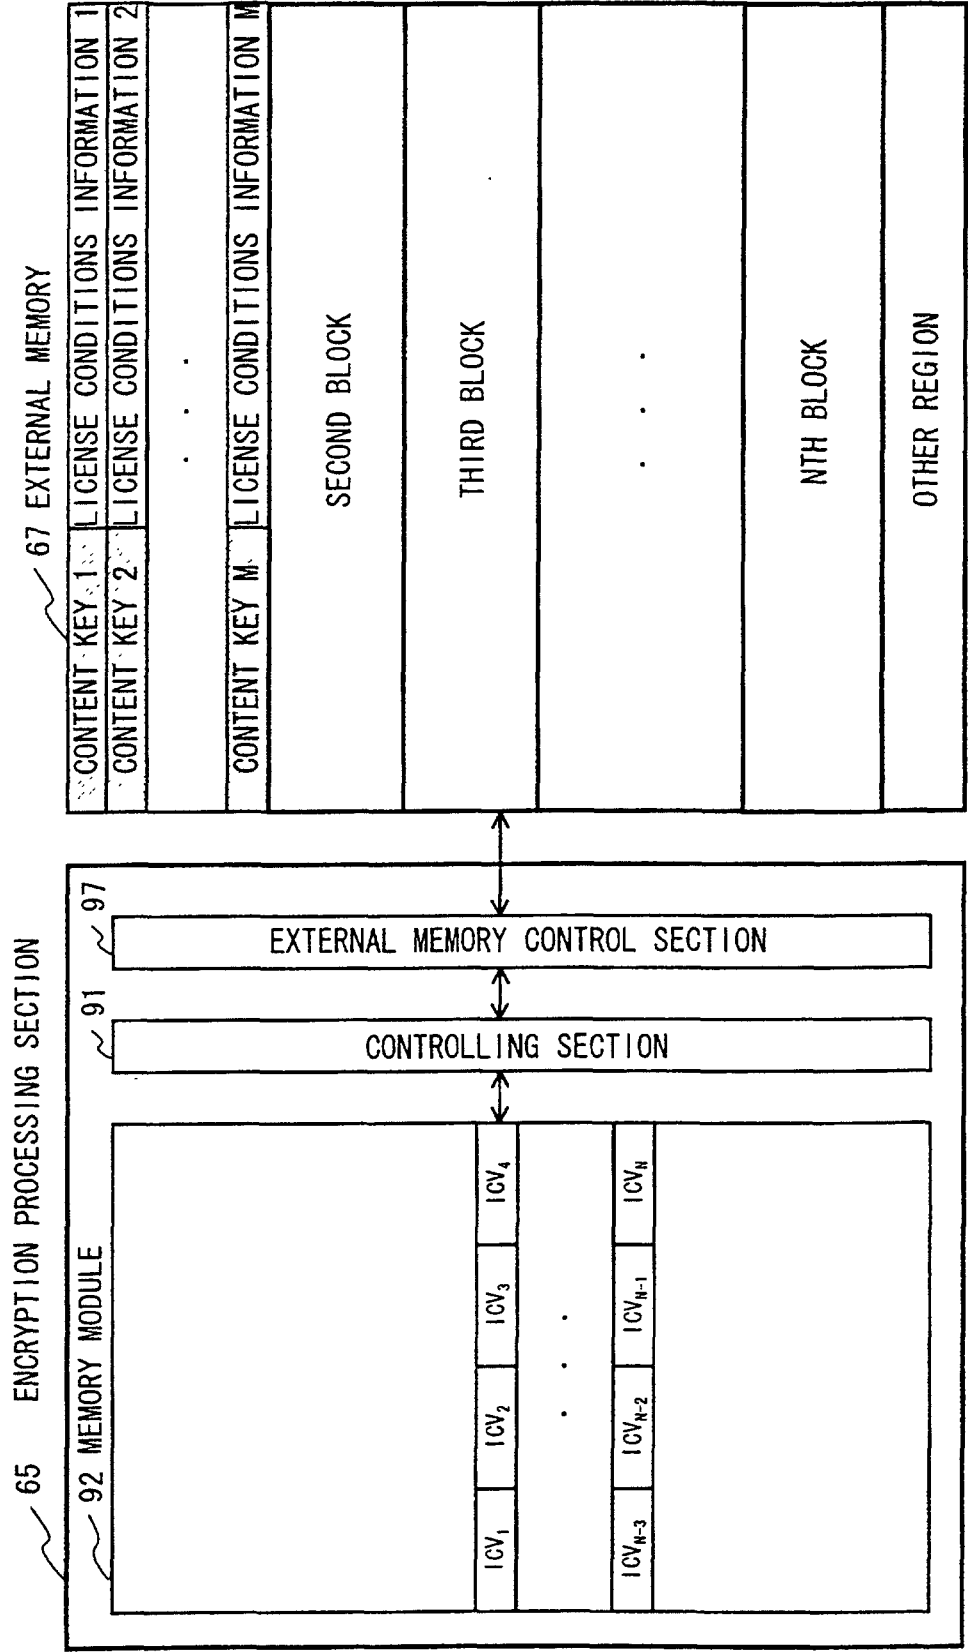 65 ENCRYPTION PROCESSING SECTION
92 MEMORY MODULE
ICV1 ICV2 ICV3 ICV4
. . .
ICVN-3 ICVN-2 ICVN-1 ICVN
91
CONTROLLING SECTION
97
EXTERNAL MEMORY CONTROL SECTION
67 EXTERNAL MEMORY
CONTENT KEY 1 LICENSE CONDITIONS INFORMATION 1
CONTENT KEY 2 LICENSE CONDITIONS INFORMATION 2
. . .
CONTENT KEY M LICENSE CONDITIONS INFORMATION M
SECOND BLOCK
THIRD BLOCK
. . .
NTH BLOCK
OTHER REGION